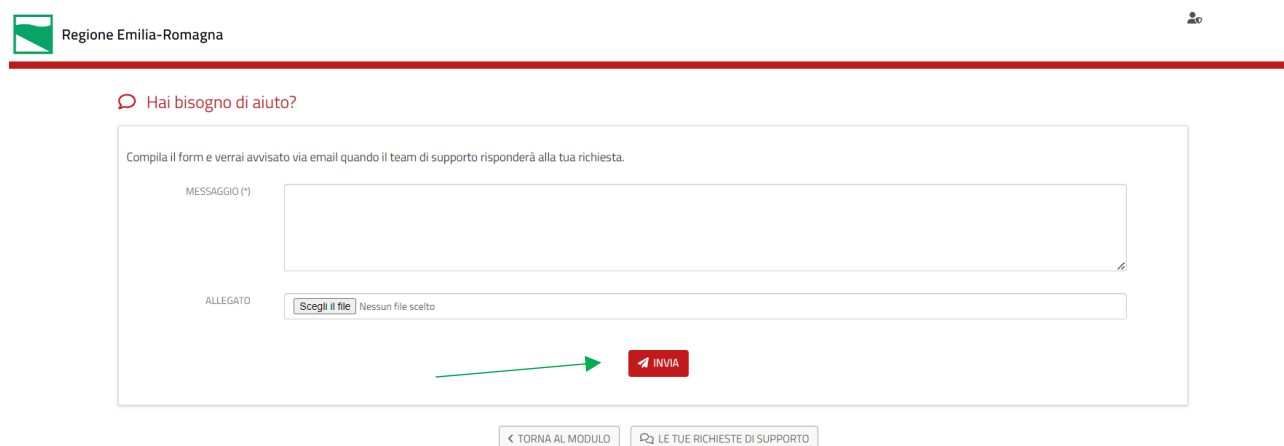 Regione Emilia-Romagna
Hai bisogno di aiuto?
Compila il form e verrai avvisato via email quando il team di supporto risponderà alla tua richiesta.
MESSAGGIO (*)
ALLEGATO
Scegli il file Nessun file scelto
INVIA
TORNA AL MODULO
LE TUE RICHIESTE DI SUPPORTO